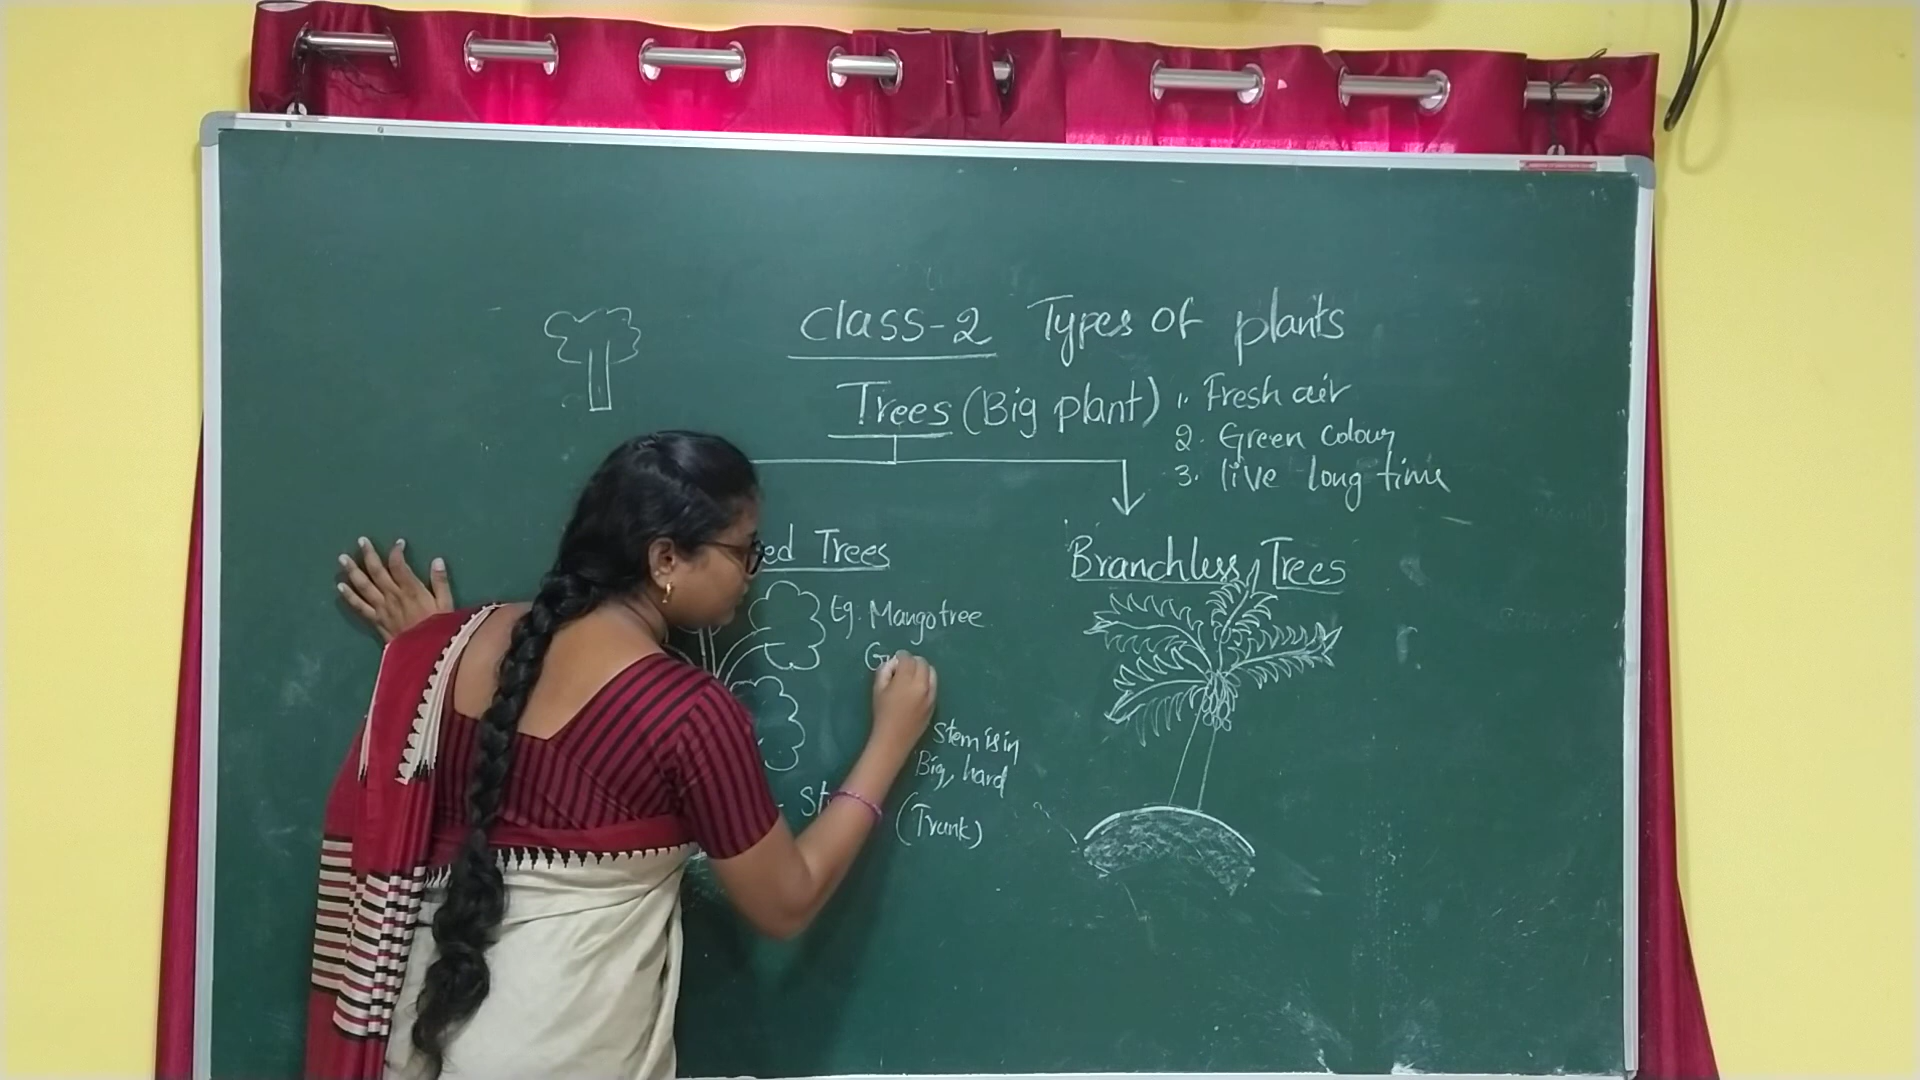 Class-2 Types of plants
Trees (Big plant)
1. Fresh air
2. Green colour
3. live long time
ed Trees
Eg. Mango tree
G
Stem is in
Big, hard
(Trunk)
St
Branchless Trees